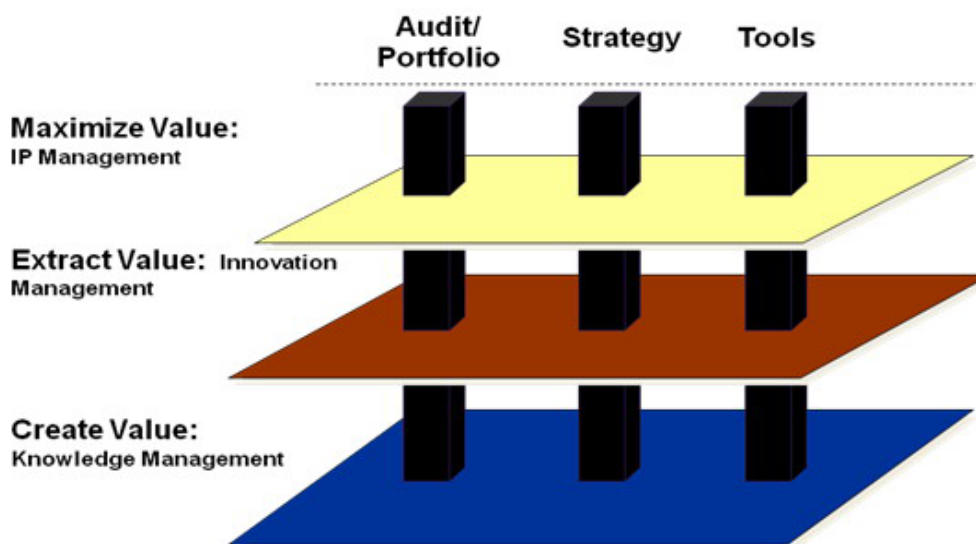 Audit/
Portfolio
Strategy
Tools
Maximize Value:
IP Management
Extract Value: Innovation
Management
Create Value:
Knowledge Management